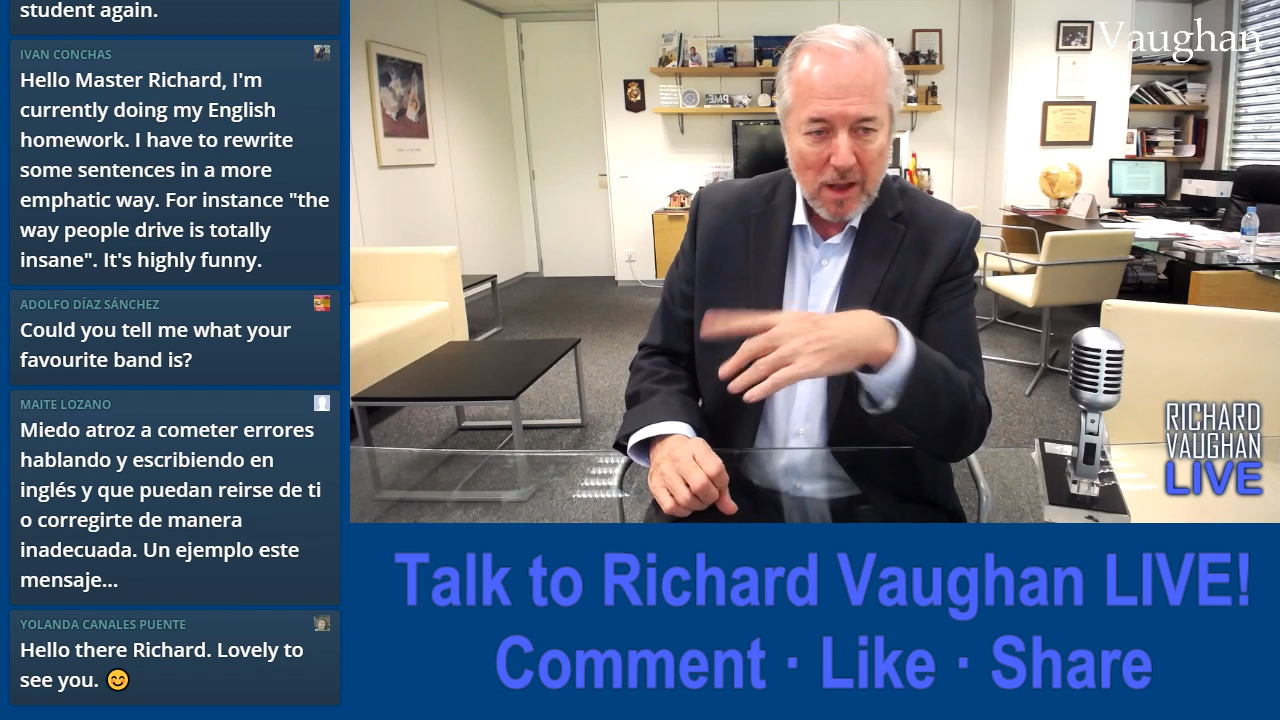 student again.
IVAN CONCHAS
Hello Master Richard, I'm
currently doing my English
homework. I have to rewrite
some sentences in a more
emphatic way. For instance "the
way people drive is totally
insane". It's highly funny.
ADOLFO DÍAZ SÁNCHEZ
Could you tell me what your
favourite band is?
MAITE LOZANO
Miedo atroz a cometer errores
hablando y escribiendo en
inglés y que puedan reirse de ti
o corregirte de manera
inadecuada. Un ejemplo este
mensaje...
YOLANDA CANALES PUENTE
Hello there Richard. Lovely to
see you. 😊
Vaughan
RICHARD
VAUGHAN
LIVE
Talk to Richard Vaughan LIVE!
Comment · Like · Share